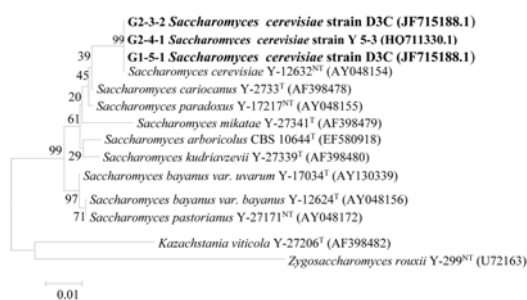 G2-3-2 Saccharomyces cerevisiae strain D3C (JF715188.1)
99 G2-4-1 Saccharomyces cerevisiae strain Y 5-3 (HQ711330.1)
39 G1-5-1 Saccharomyces cerevisiae strain D3C (JF715188.1)
Saccharomyces cerevisiae Y-12632ᴺᵀ (AY048154)
45
Saccharomyces cariocanus Y-2733ᵀ (AF398478)
20
Saccharomyces paradoxus Y-17217ᴺᵀ (AY048155)
61
Saccharomyces mikatae Y-27341ᵀ (AF398479)
Saccharomyces arboricolus CBS 10644ᵀ (EF580918)
99
29
Saccharomyces kudriavzevii Y-27339ᵀ (AF398480)
Saccharomyces bayanus var. uvarum Y-17034ᵀ (AY130339)
97
Saccharomyces bayanus var. bayanus Y-12624ᵀ (AY048156)
71
Saccharomyces pastorianus Y-27171ᴺᵀ (AY048172)
Kazachstania viticola Y-27206ᵀ (AF398482)
Zygosaccharomyces rouxii Y-299ᴺᵀ (U72163)
0.01